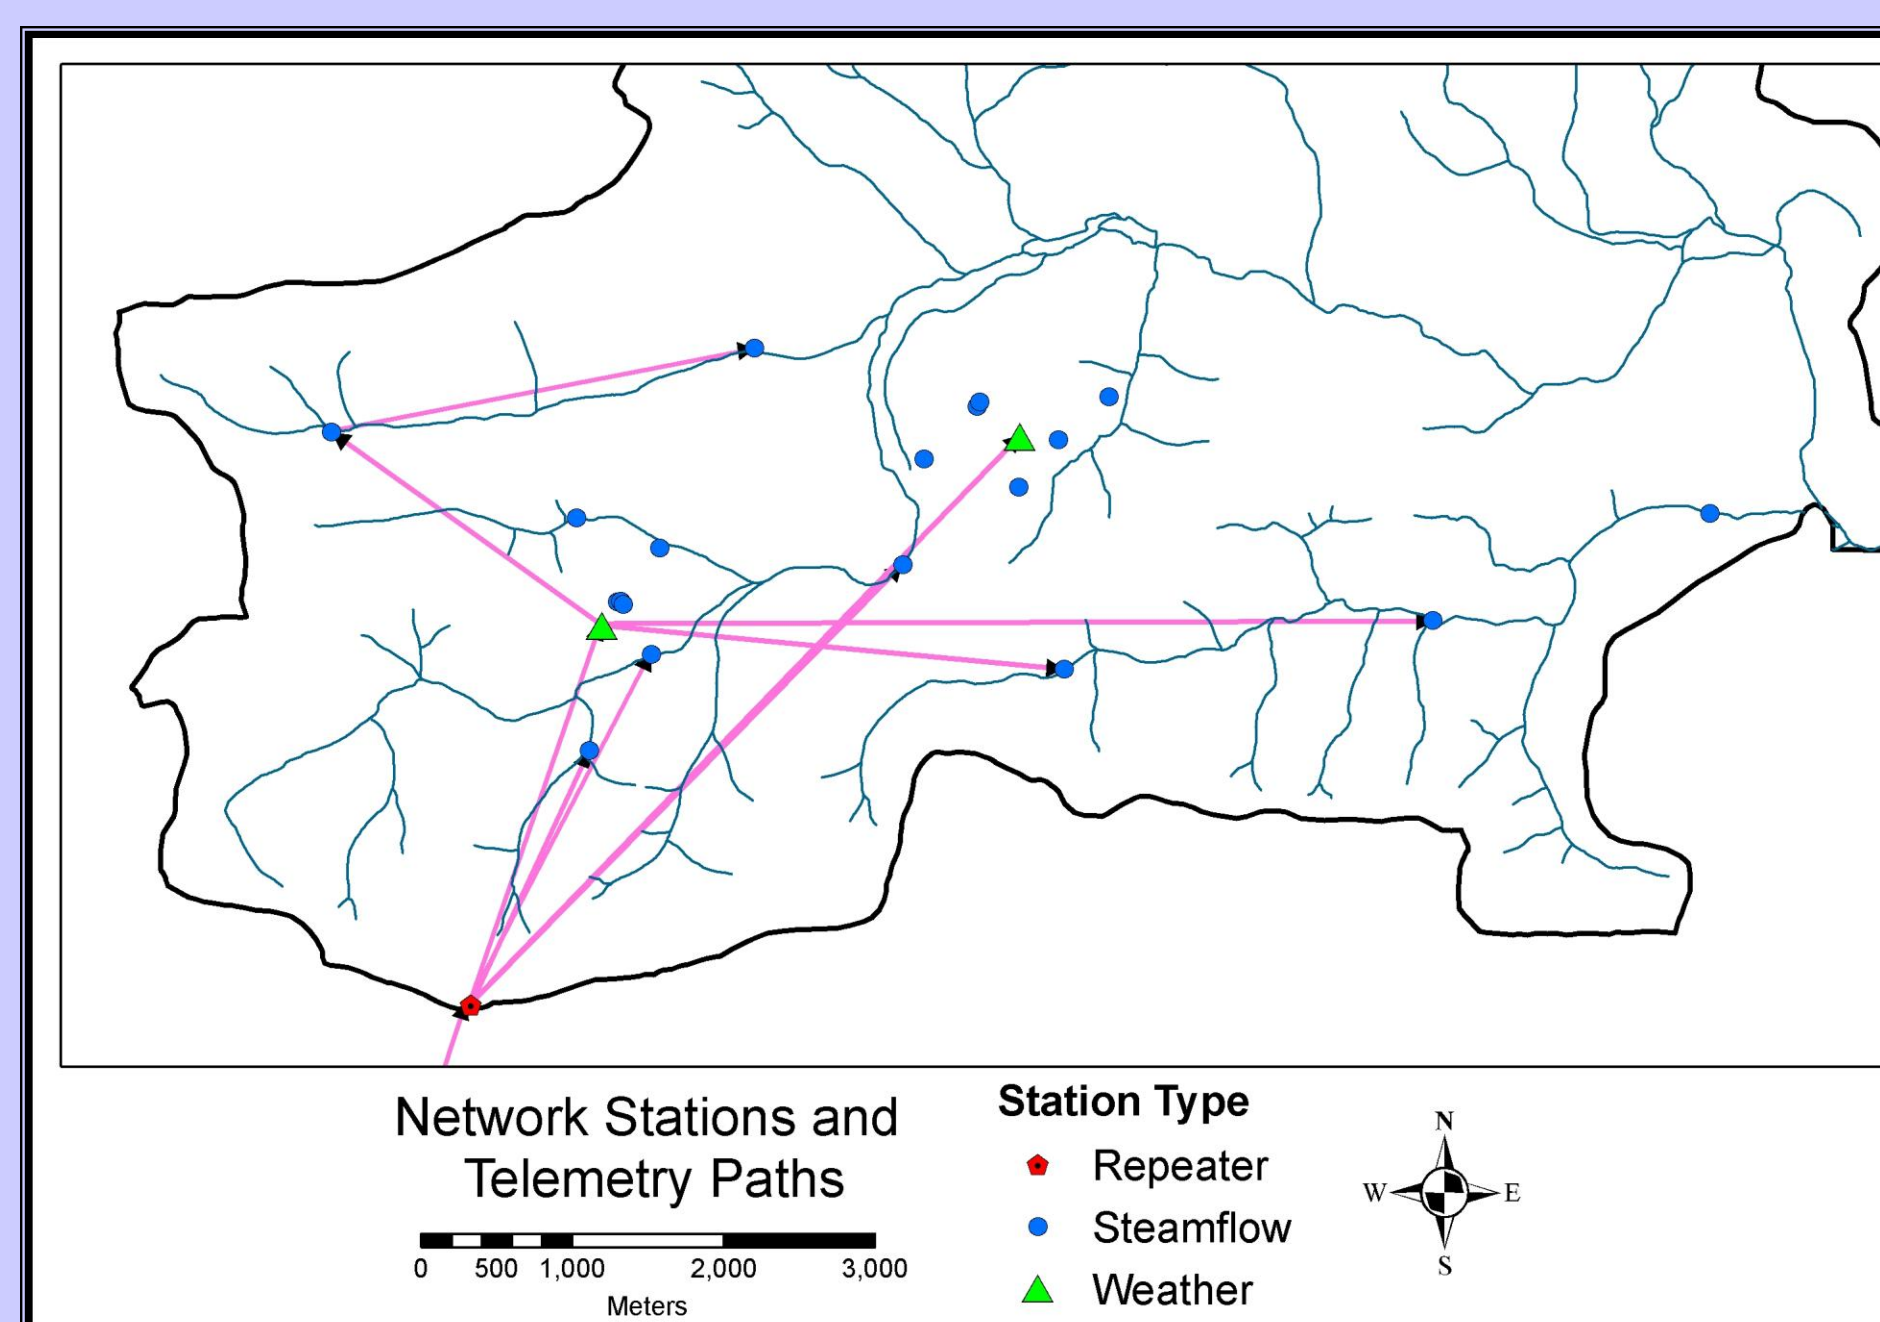 Network Stations and
Telemetry Paths
0 500 1,000 2,000 3,000
Meters
Station Type
Repeater
Steamflow
Weather
N
W E
S